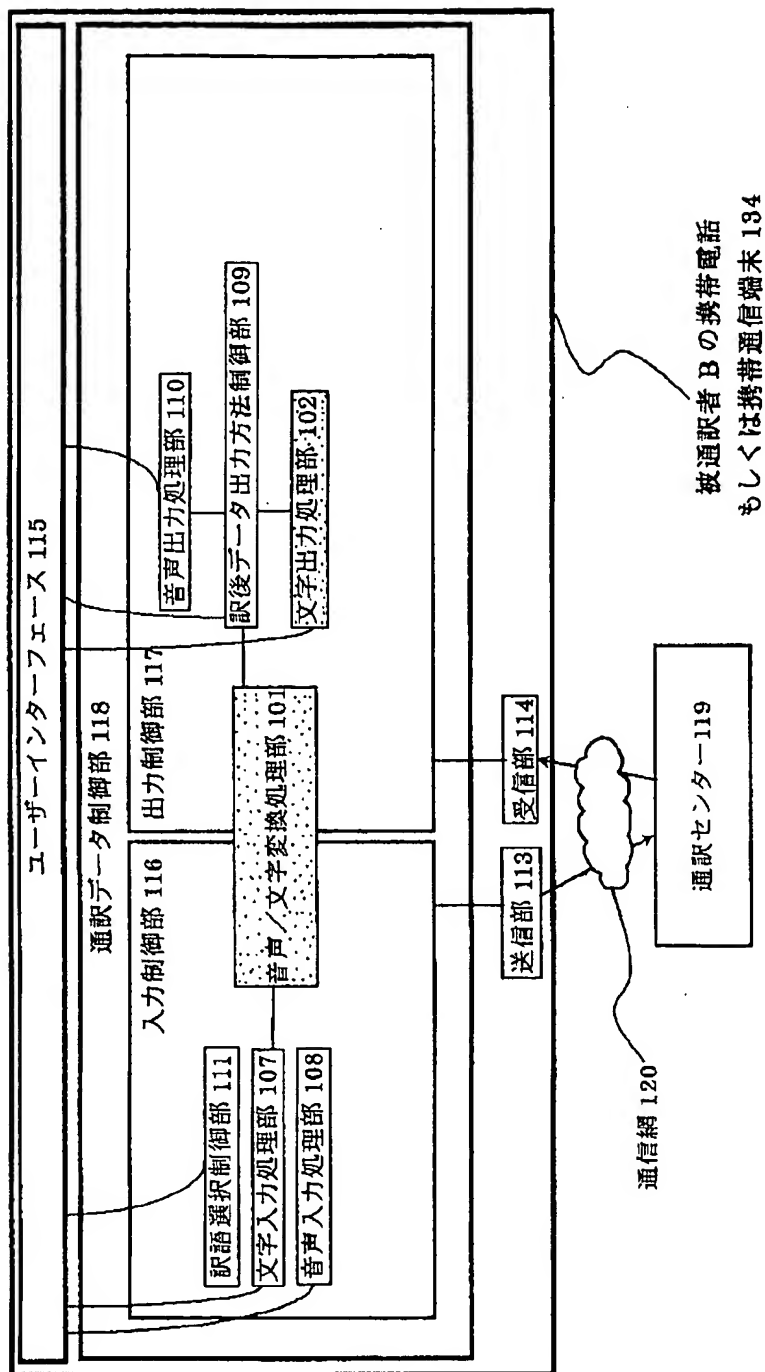 ユーザーインターフェース 115
通訳データ制御部 118
入力制御部 116
出力制御部 117
訳語選択制御部 111
文字入力処理部 107
音声入力処理部 108
音声／文字変換処理部 101
音声出力処理部 110
訳後データ出力方法制御部 109
文字出力処理部 102
送信部 113
受信部 114
通信網 120
通訳センター119
被通訳者 B の携帯電話
もしくは携帯通信端末 134